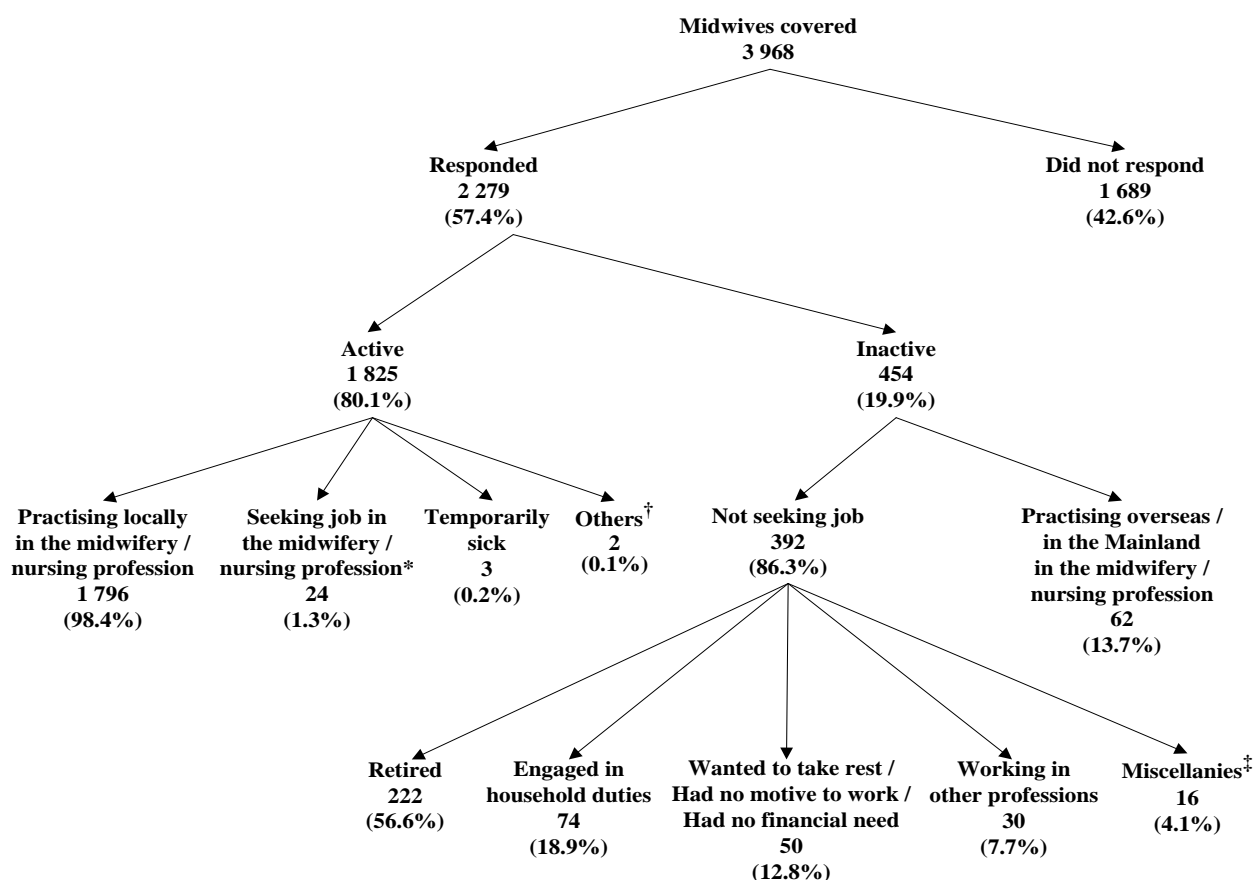 Midwives covered
3 968
Responded
2 279
(57.4%)
Did not respond
1 689
(42.6%)
Active
1 825
(80.1%)
Inactive
454
(19.9%)
Practising locally
in the midwifery /
nursing profession
1 796
(98.4%)
Seeking job in
the midwifery /
nursing profession*
24
(1.3%)
Temporarily
sick
3
(0.2%)
Others†
2
(0.1%)
Not seeking job
392
(86.3%)
Practising overseas /
in the Mainland
in the midwifery /
nursing profession
62
(13.7%)
Retired
222
(56.6%)
Engaged in
household duties
74
(18.9%)
Wanted to take rest /
Had no motive to work /
Had no financial need
50
(12.8%)
Working in
other professions
30
(7.7%)
Miscellanies‡
16
(4.1%)